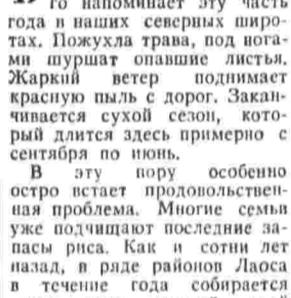 го напоминает эту часть
года в наших северных широ-
тах. Пожухла трава, под нога-
ми шуршат опавшие листья.
Жаркий ветер поднимает
красную пыль с дорог. Закан-
чивается сухой сезон, кото-
рый длится здесь примерно с
сентября по июнь.
В эту пору особенно
остро встает продовольствен-
ная проблема. Многие семьи
уже подчищают последние за-
пасы риса. Как и сотни лет
назад, в ряде районов Лаоса
в течение года собирается